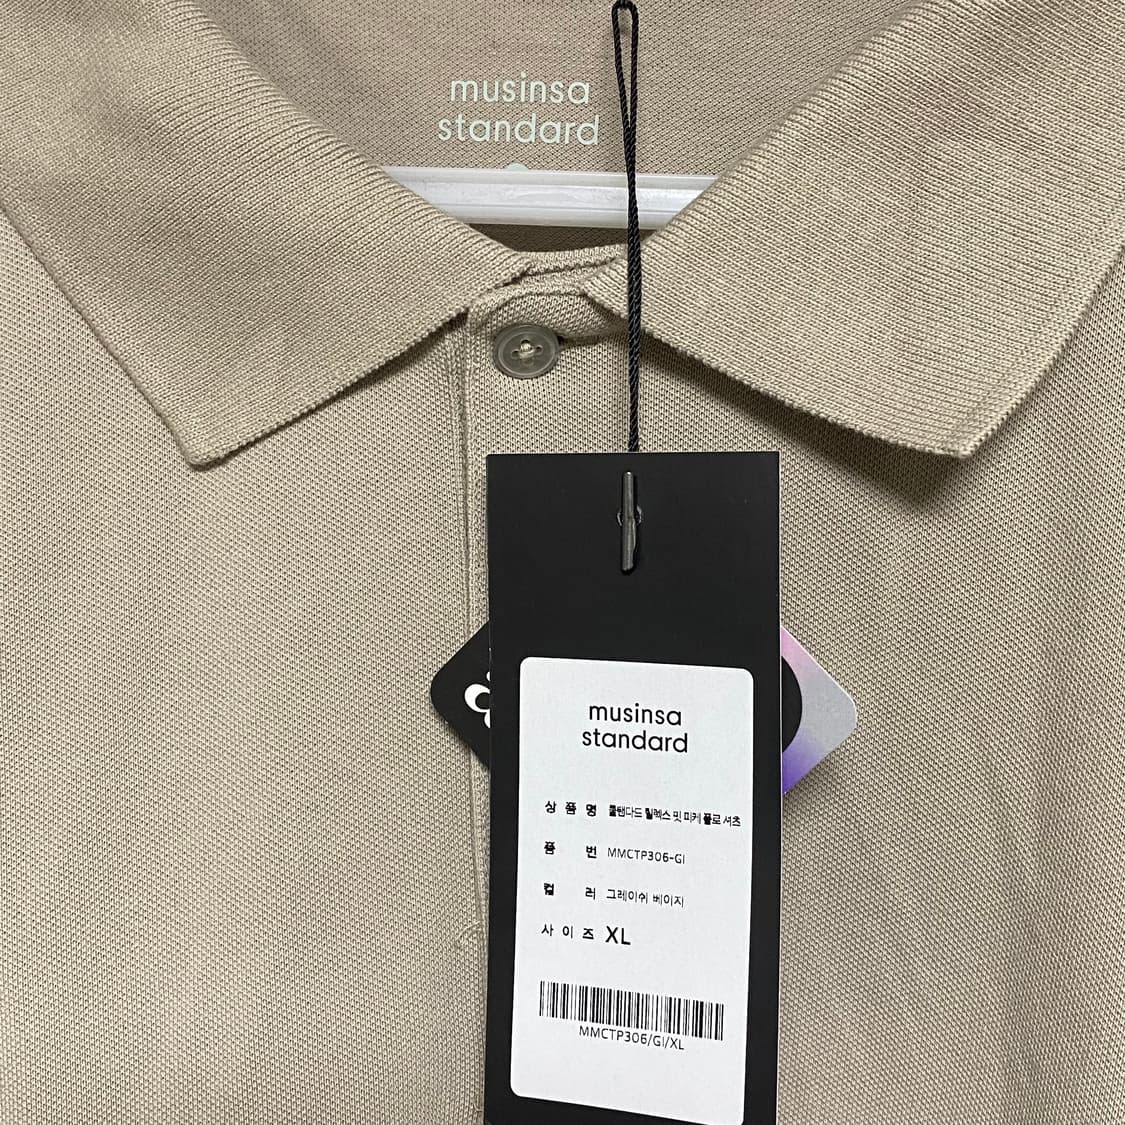 musinsa
standard
musinsa
standard
상 품 명 쿨탠다드 릴렉스 핏 피케 폴로 셔츠
품 번 MMCTP306-GI
컬 러 그레이쉬 베이지
사 이 즈 XL
MMCTP306/GI/XL